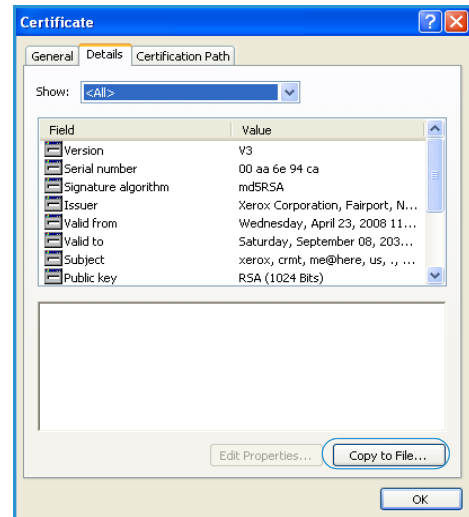 Certificate
General Details Certification Path
Show: <All>
Field Value
Version V3
Serial number 00 aa 6e 94 ca
Signature algorithm md5RSA
Issuer Xerox Corporation, Fairport, N...
Valid from Wednesday, April 23, 2008 11...
Valid to Saturday, September 08, 203...
Subject xerox, crmt, me@here, us, ., ...
Public key RSA (1024 Bits)
Edit Properties... Copy to File...
OK